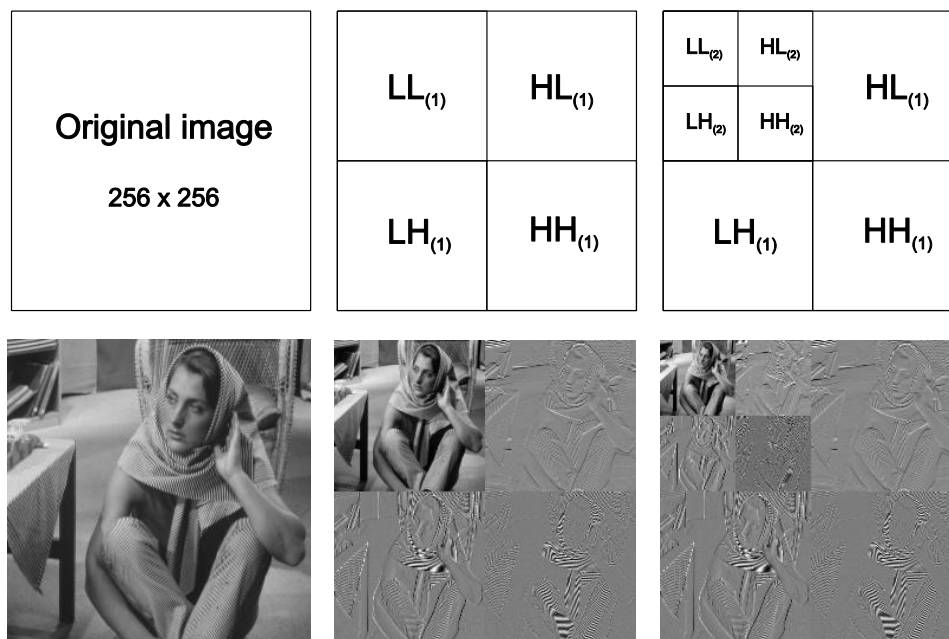 Original image
256 x 256
LL(1) HL(1)
LH(1) HH(1)
LL(2) HL(2)
LH(2) HH(2)
HL(1)
LH(1) HH(1)